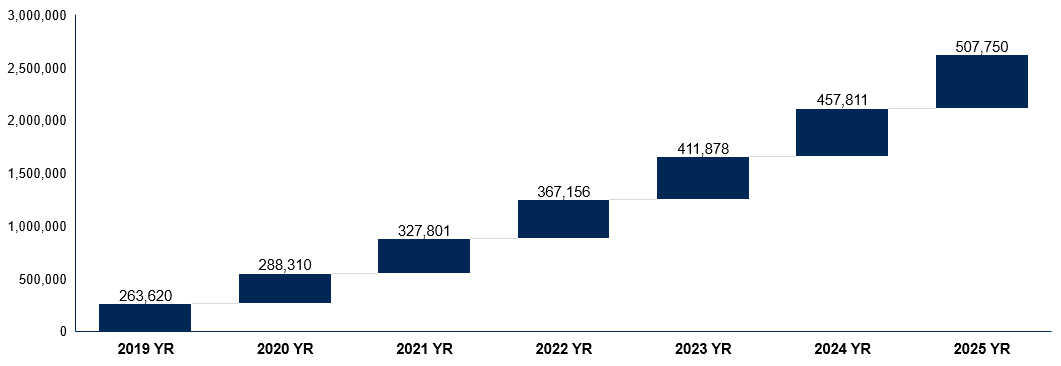 3,000,000
2,500,000
2,000,000
1,500,000
1,000,000
500,000
0
507,750
457,811
411,878
367,156
327,801
288,310
263,620
2019 YR
2020 YR
2021 YR
2022 YR
2023 YR
2024 YR
2025 YR